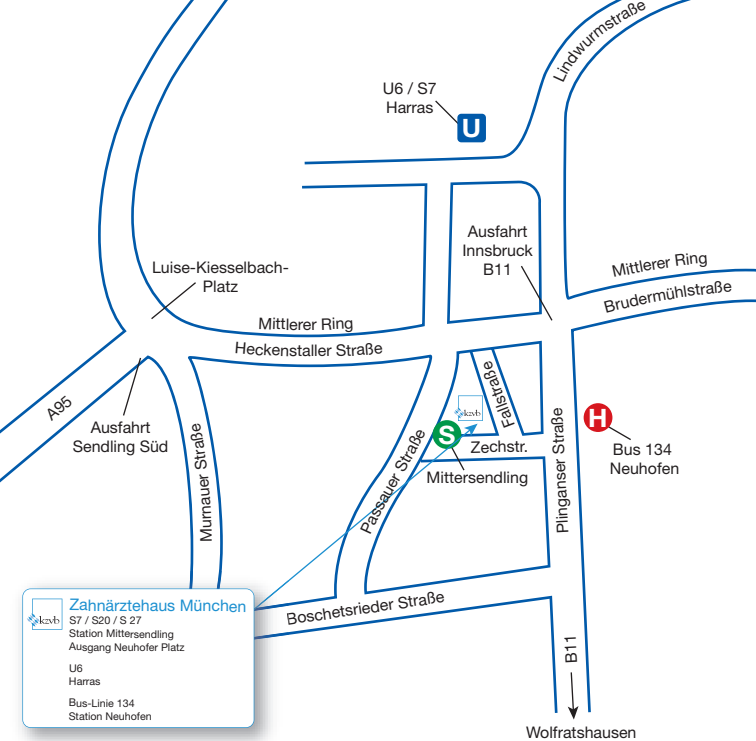 Lindwurmstraße
U6 / S7
Harras
U
Ausfahrt
Innsbruck
B11
Mittlerer Ring
Brudermühlstraße
Luise-Kiesselbach-
Platz
Mittlerer Ring
Heckenstaller Straße
A95
Ausfahrt
Sendling Süd
Murnauer Straße
kzvb
Fallstraße
S
Zechstr.
Mittersendling
Passauer Straße
Plinganser Straße
H
Bus 134
Neuhofen
Boschetsrieder Straße
kzvb
Zahnärztehaus München
S7 / S20 / S 27
Station Mittersendling
Ausgang Neuhofer Platz
U6
Harras
Bus-Linie 134
Station Neuhofen
B11
Wolfratshausen